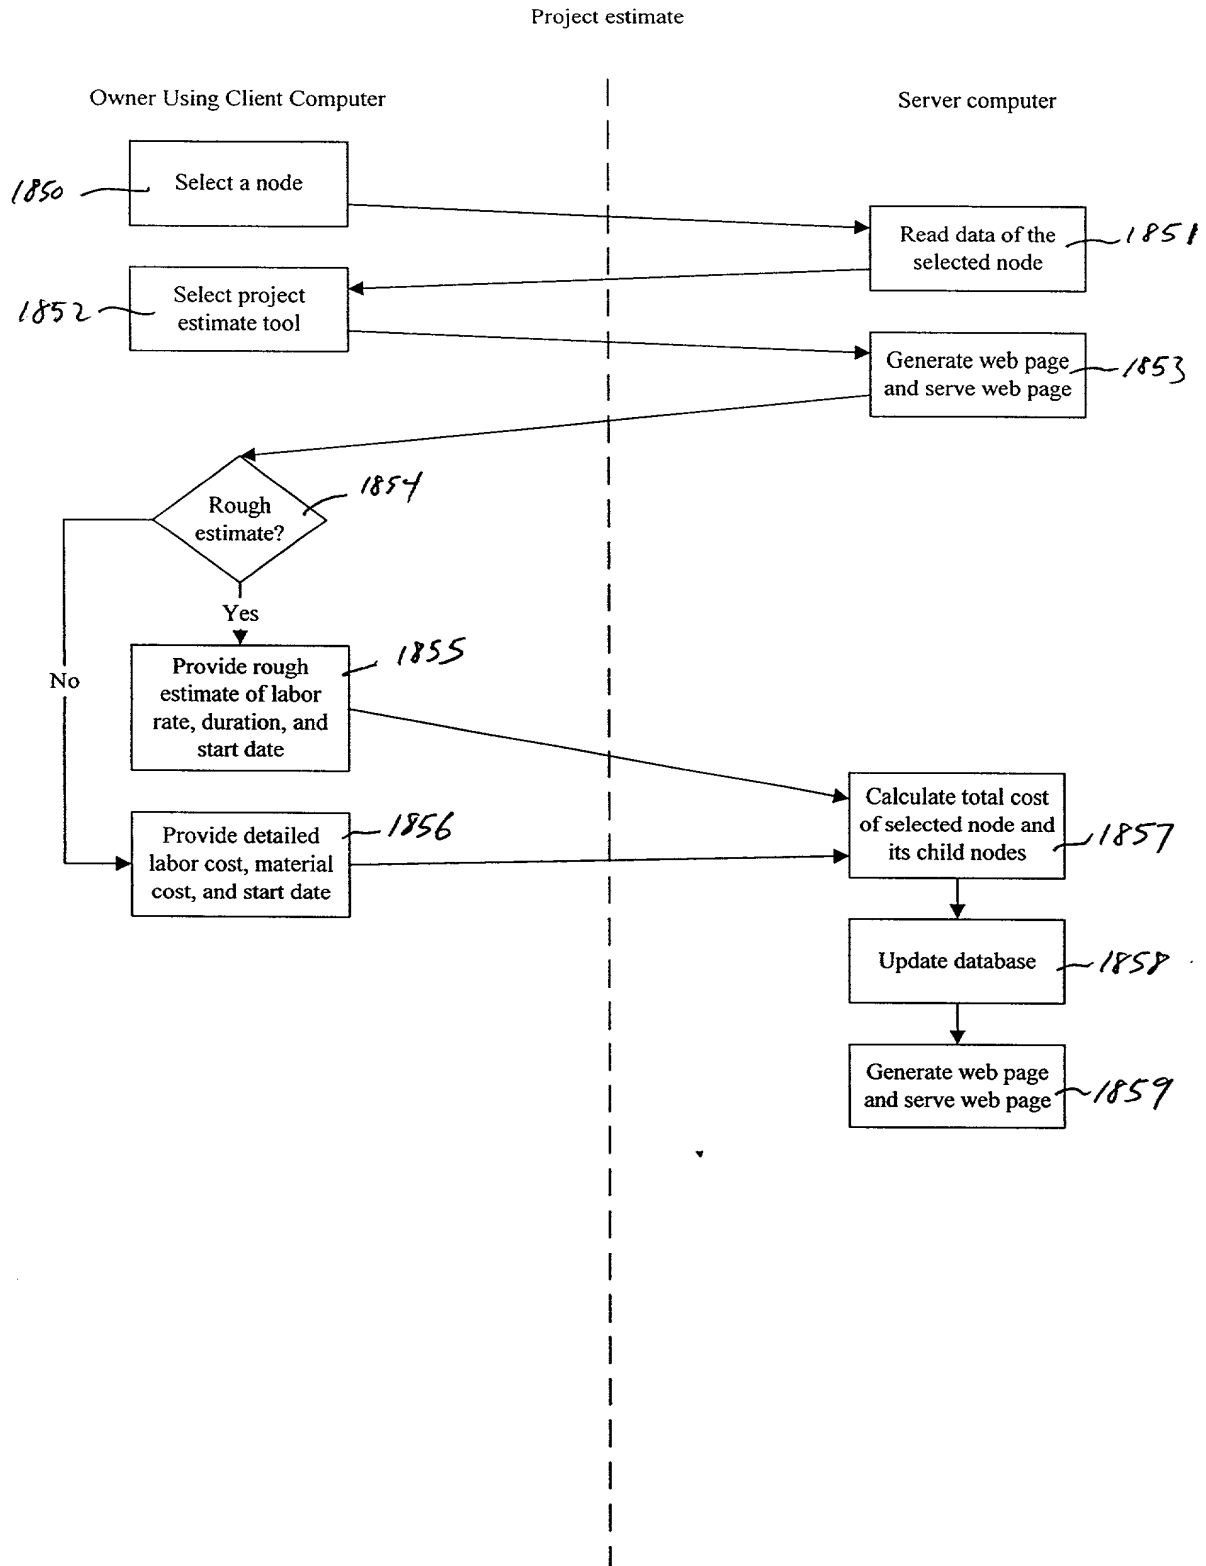 Project estimate
Owner Using Client Computer
Server computer
1850
Select a node
Read data of the
selected node
1851
1852
Select project
estimate tool
Generate web page
and serve web page
1853
Rough
estimate?
1854
Yes
No
Provide rough
estimate of labor
rate, duration, and
start date
1855
Provide detailed
labor cost, material
cost, and start date
1856
Calculate total cost
of selected node and
its child nodes
1857
Update database
1858
Generate web page
and serve web page
1859